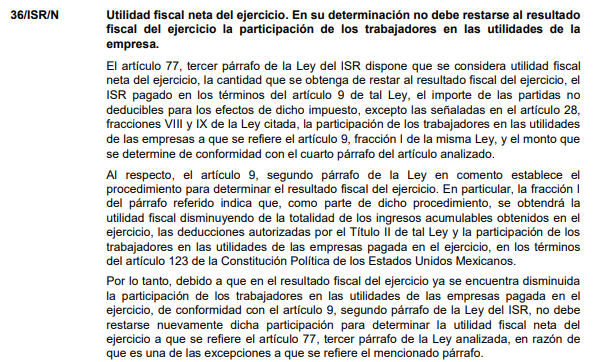 36/ISR/N Utilidad fiscal neta del ejercicio. En su determinación no debe restarse al resultado
fiscal del ejercicio la participación de los trabajadores en las utilidades de la
empresa.
El artículo 77, tercer párrafo de la Ley del ISR dispone que se considera utilidad fiscal
neta del ejercicio, la cantidad que se obtenga de restar al resultado fiscal del ejercicio, el
ISR pagado en los términos del artículo 9 de tal Ley, el importe de las partidas no
deducibles para los efectos de dicho impuesto, excepto las señaladas en el artículo 28,
fracciones VIII y IX de la Ley citada, la participación de los trabajadores en las utilidades
de las empresas a que se refiere el artículo 9, fracción I de la misma Ley, y el monto que
se determine de conformidad con el cuarto párrafo del artículo analizado.
Al respecto, el artículo 9, segundo párrafo de la Ley en comento establece el
procedimiento para determinar el resultado fiscal del ejercicio. En particular, la fracción I
del párrafo referido indica que, como parte de dicho procedimiento, se obtendrá la
utilidad fiscal disminuyendo de la totalidad de los ingresos acumulables obtenidos en el
ejercicio, las deducciones autorizadas por el Título II de tal Ley y la participación de los
trabajadores en las utilidades de las empresas pagada en el ejercicio, en los términos
del artículo 123 de la Constitución Política de los Estados Unidos Mexicanos.
Por lo tanto, debido a que en el resultado fiscal del ejercicio ya se encuentra disminuida
la participación de los trabajadores en las utilidades de las empresas pagada en el
ejercicio, de conformidad con el artículo 9, segundo párrafo de la Ley del ISR, no debe
restarse nuevamente dicha participación para determinar la utilidad fiscal neta del
ejercicio a que se refiere el artículo 77, tercer párrafo de la Ley analizada, en razón de
que es una de las excepciones a que se refiere el mencionado párrafo.